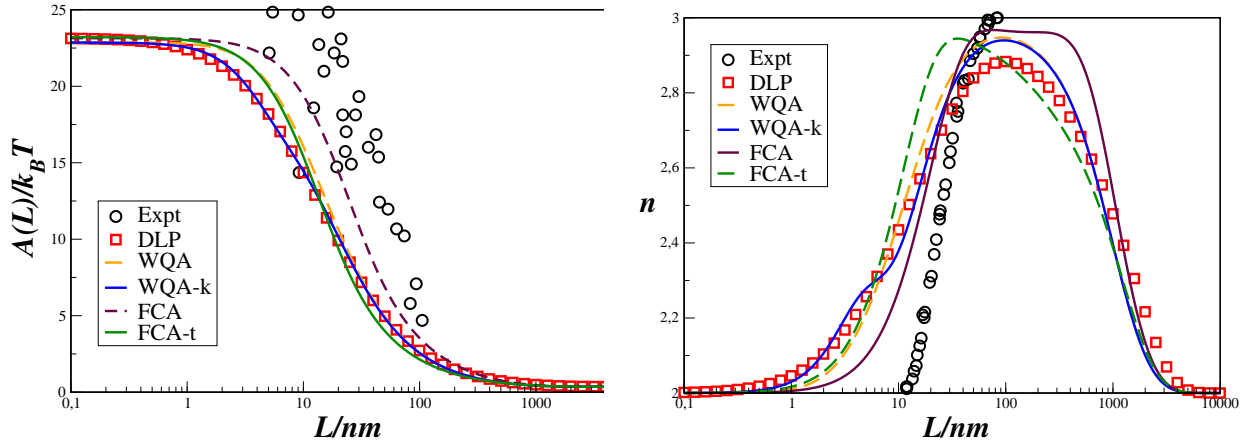 25
20
15
10
5
0
0,1
1
10
100
1000
A(L)/k_BT
L/nm
Expt
DLP
WQA
WQA-k
FCA
FCA-t
3
2,8
2,6
2,4
2,2
2
0,1
1
10
100
1000
10000
n
L/nm
Expt
DLP
WQA
WQA-k
FCA
FCA-t